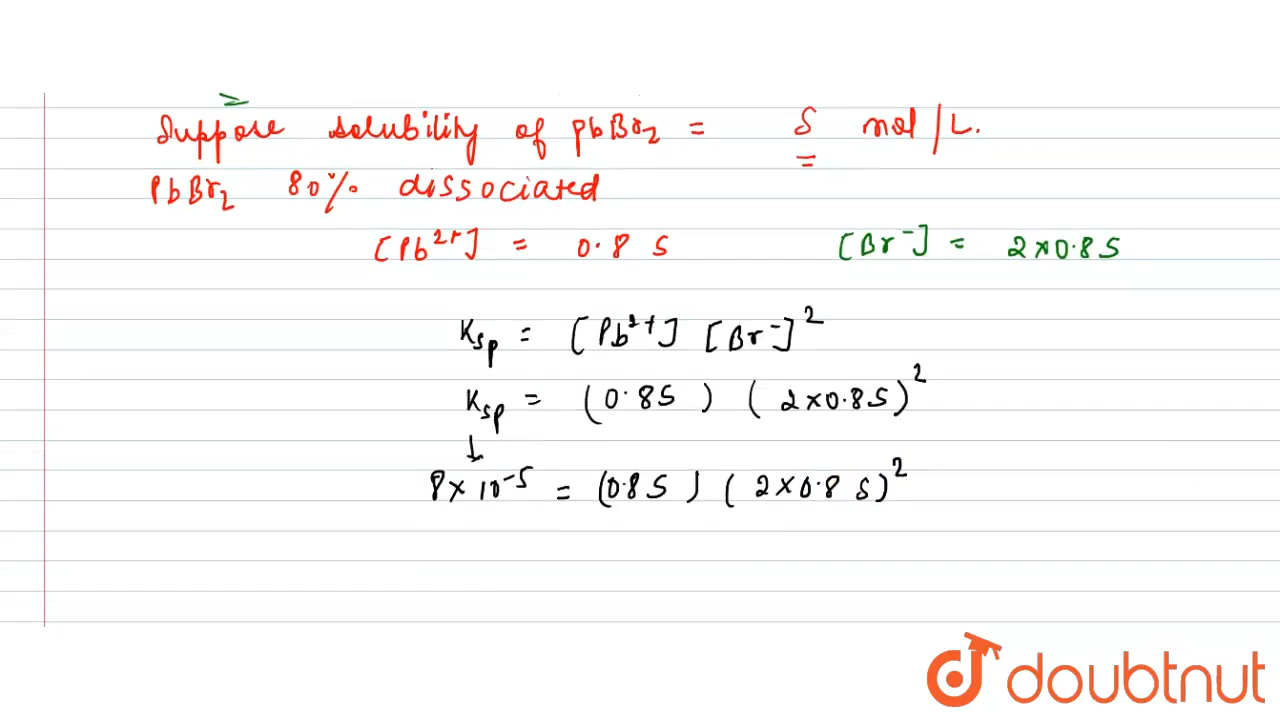 Suppose solubility of PbBr2 = S mol/L.
PbBr2 80% dissociated
[Pb2+] = 0.8 S [Br-] = 2×0.8S
Ksp = [Pb2+] [Br-]2
Ksp = (0.8S) (2×0.8S)2
↓
8×10-5 = (0.8S) (2×0.8 S)2
doubtnut